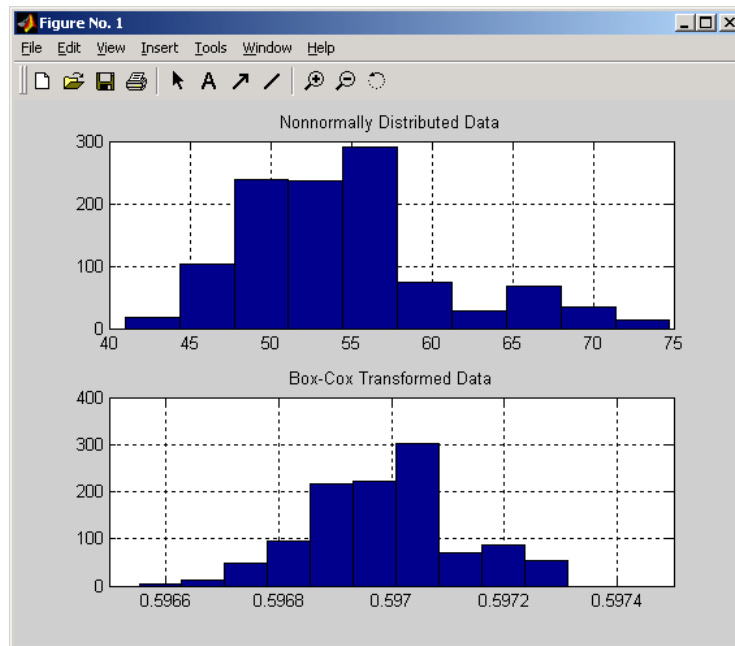 Figure No. 1
File Edit View Insert Tools Window Help
A
Nonnormally Distributed Data
300
200
100
0
40 45 50 55 60 65 70 75
Box-Cox Transformed Data
400
300
200
100
0
0.5966 0.5968 0.597 0.5972 0.5974